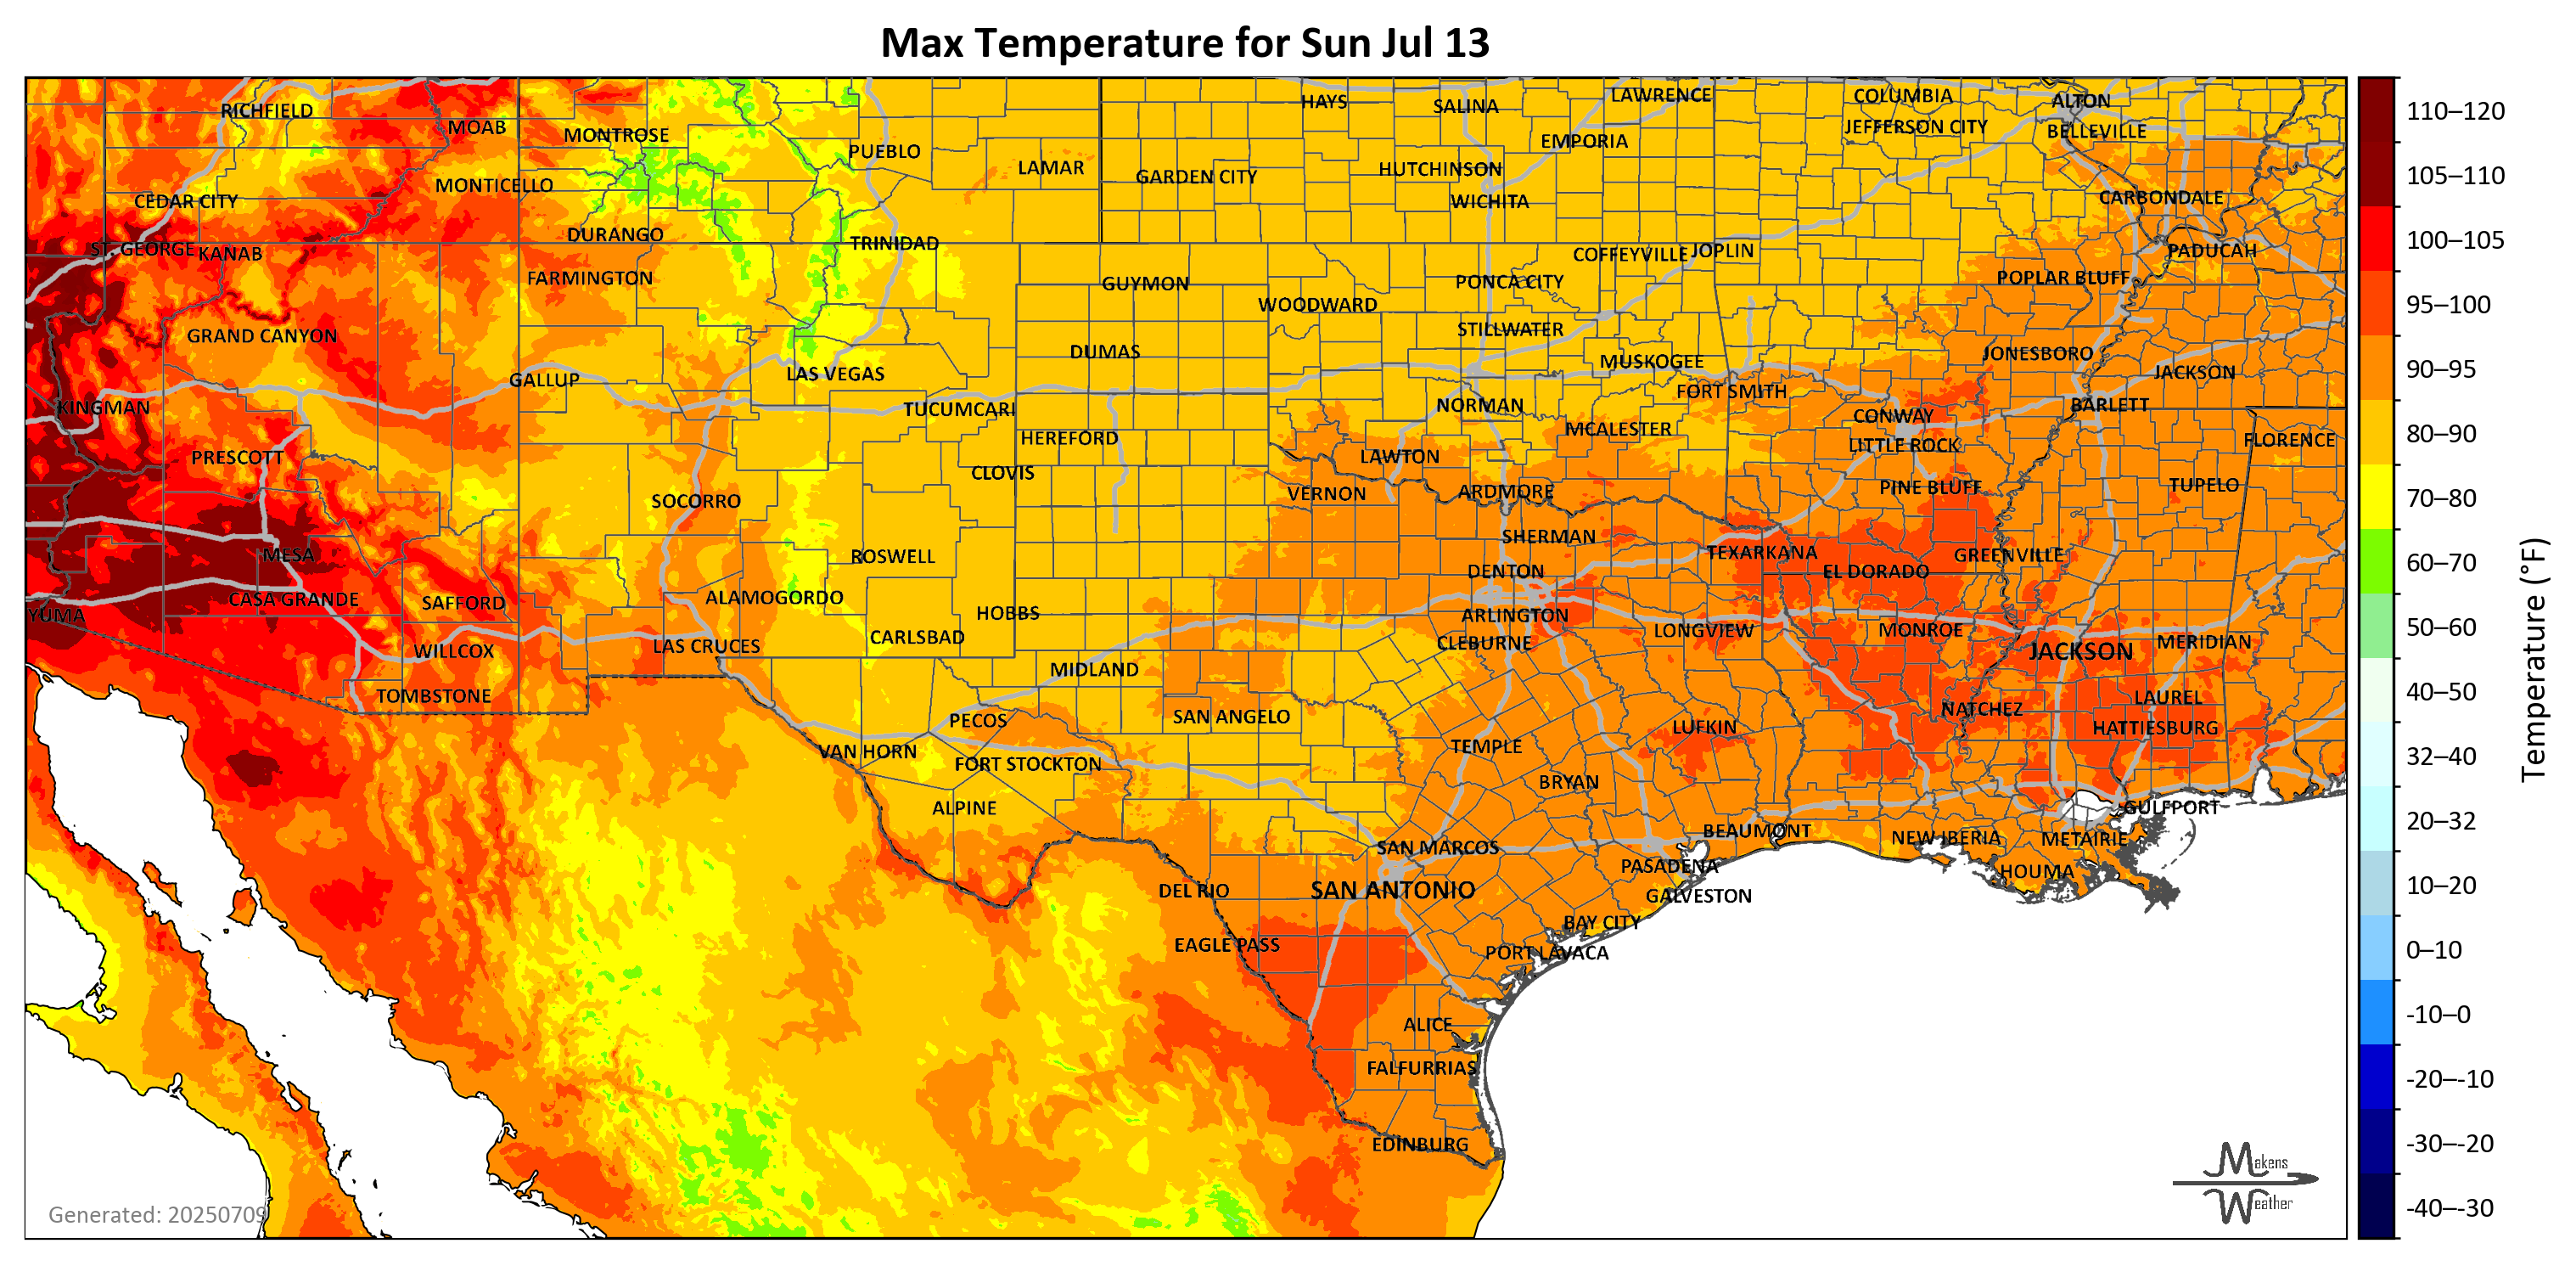 Max Temperature for Sun Jul 13
HAYS
SALINA
LAWRENCE
COLUMBIA
ALTON
RICHFIELD
MOAB
MONTROSE
PUEBLO
EMPORIA
JEFFERSON CITY
BELLEVILLE
LAMAR
GARDEN CITY
HUTCHINSON
MONTICELLO
CEDAR CITY
WICHITA
CARBONDALE
DURANGO
TRINIDAD
ST. GEORGE
KANAB
COFFEYVILLE
JOPLIN
PADUCAH
FARMINGTON
GUYMON
PONCA CITY
POPLAR BLUFF
WOODWARD
GRAND CANYON
STILLWATER
DUMAS
MUSKOGEE
JONESBORO
GALLUP
LAS VEGAS
FORT SMITH
JACKSON
KINGMAN
TUCUMCARI
NORMAN
CONWAY
BARLETT
HEREFORD
MCALESTER
LITTLE ROCK
FLORENCE
PRESCOTT
CLOVIS
LAWTON
SOCORRO
VERNON
ARDMORE
PINE BLUFF
TUPELO
MESA
ROSWELL
SHERMAN
TEXARKANA
GREENVILLE
DENTON
EL DORADO
YUMA
CASA GRANDE
SAFFORD
ALAMOGORDO
HOBBS
ARLINGTON
WILLCOX
LAS CRUCES
CARLSBAD
CLEBURNE
LONGVIEW
MONROE
JACKSON
MERIDIAN
TOMBSTONE
MIDLAND
LAUREL
PECOS
SAN ANGELO
LUFKIN
NATCHEZ
HATTIESBURG
VAN HORN
FORT STOCKTON
TEMPLE
BRYAN
ALPINE
GULFPORT
SAN MARCOS
BEAUMONT
NEW IBERIA
METAIRIE
DEL RIO
SAN ANTONIO
PASADENA
HOUMA
GALVESTON
EAGLE PASS
BAY CITY
PORT LAVACA
ALICE
FALFURRIAS
EDINBURG
Generated: 20250709
Makens
Weather
110–120
105–110
100–105
95–100
90–95
80–90
70–80
60–70
50–60
40–50
32–40
20–32
10–20
0–10
-10–0
-20–-10
-30–-20
-40–-30
Temperature (°F)